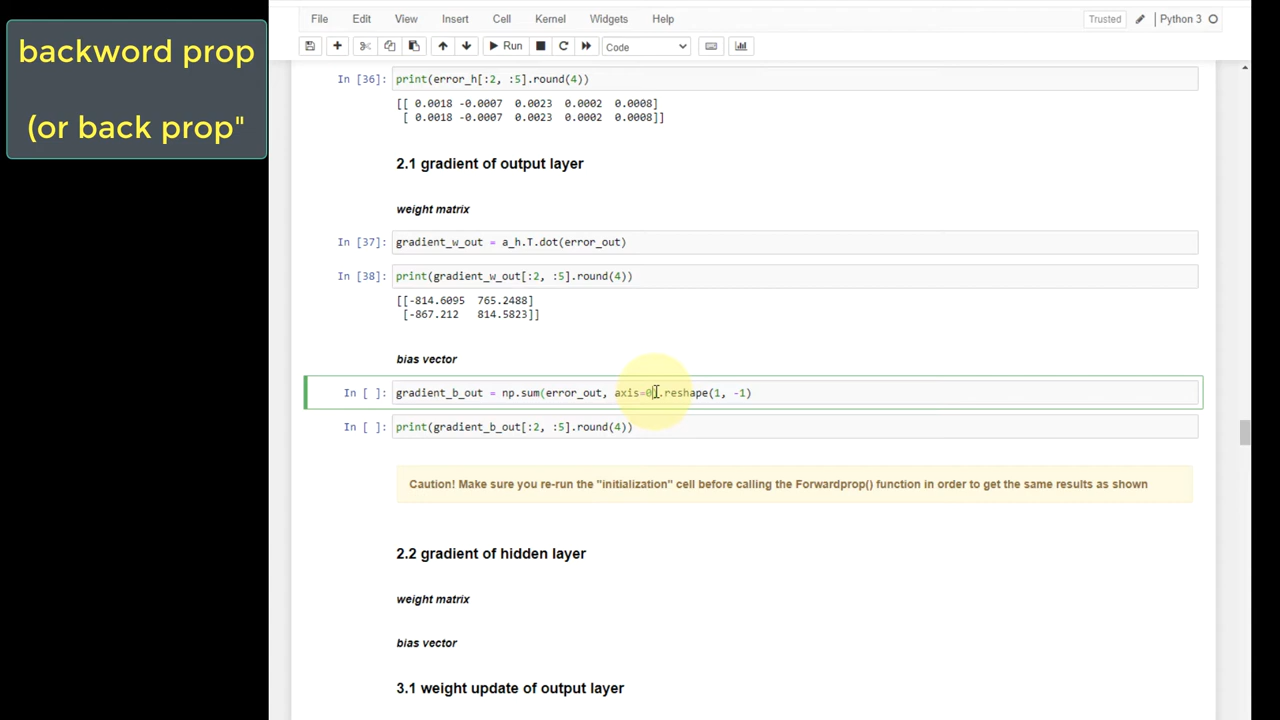 backword prop
(or back prop"
File Edit View Insert Cell Kernel Widgets Help
Trusted Python 3
Run Code
In [36]: print(error_h[:2, :5].round(4))
[[ 0.0018 -0.0007 0.0023 0.0002 0.0008]
[ 0.0018 -0.0007 0.0023 0.0002 0.0008]]
2.1 gradient of output layer
weight matrix
In [37]: gradient_w_out = a_h.T.dot(error_out)
In [38]: print(gradient_w_out[:2, :5].round(4))
[[-814.6095 765.2488]
[-867.212 814.5823]]
bias vector
In [ ]: gradient_b_out = np.sum(error_out, axis=0).reshape(1, -1)
In [ ]: print(gradient_b_out[:2, :5].round(4))
Caution! Make sure you re-run the "initialization" cell before calling the Forwardprop() function in order to get the same results as shown
2.2 gradient of hidden layer
weight matrix
bias vector
3.1 weight update of output layer